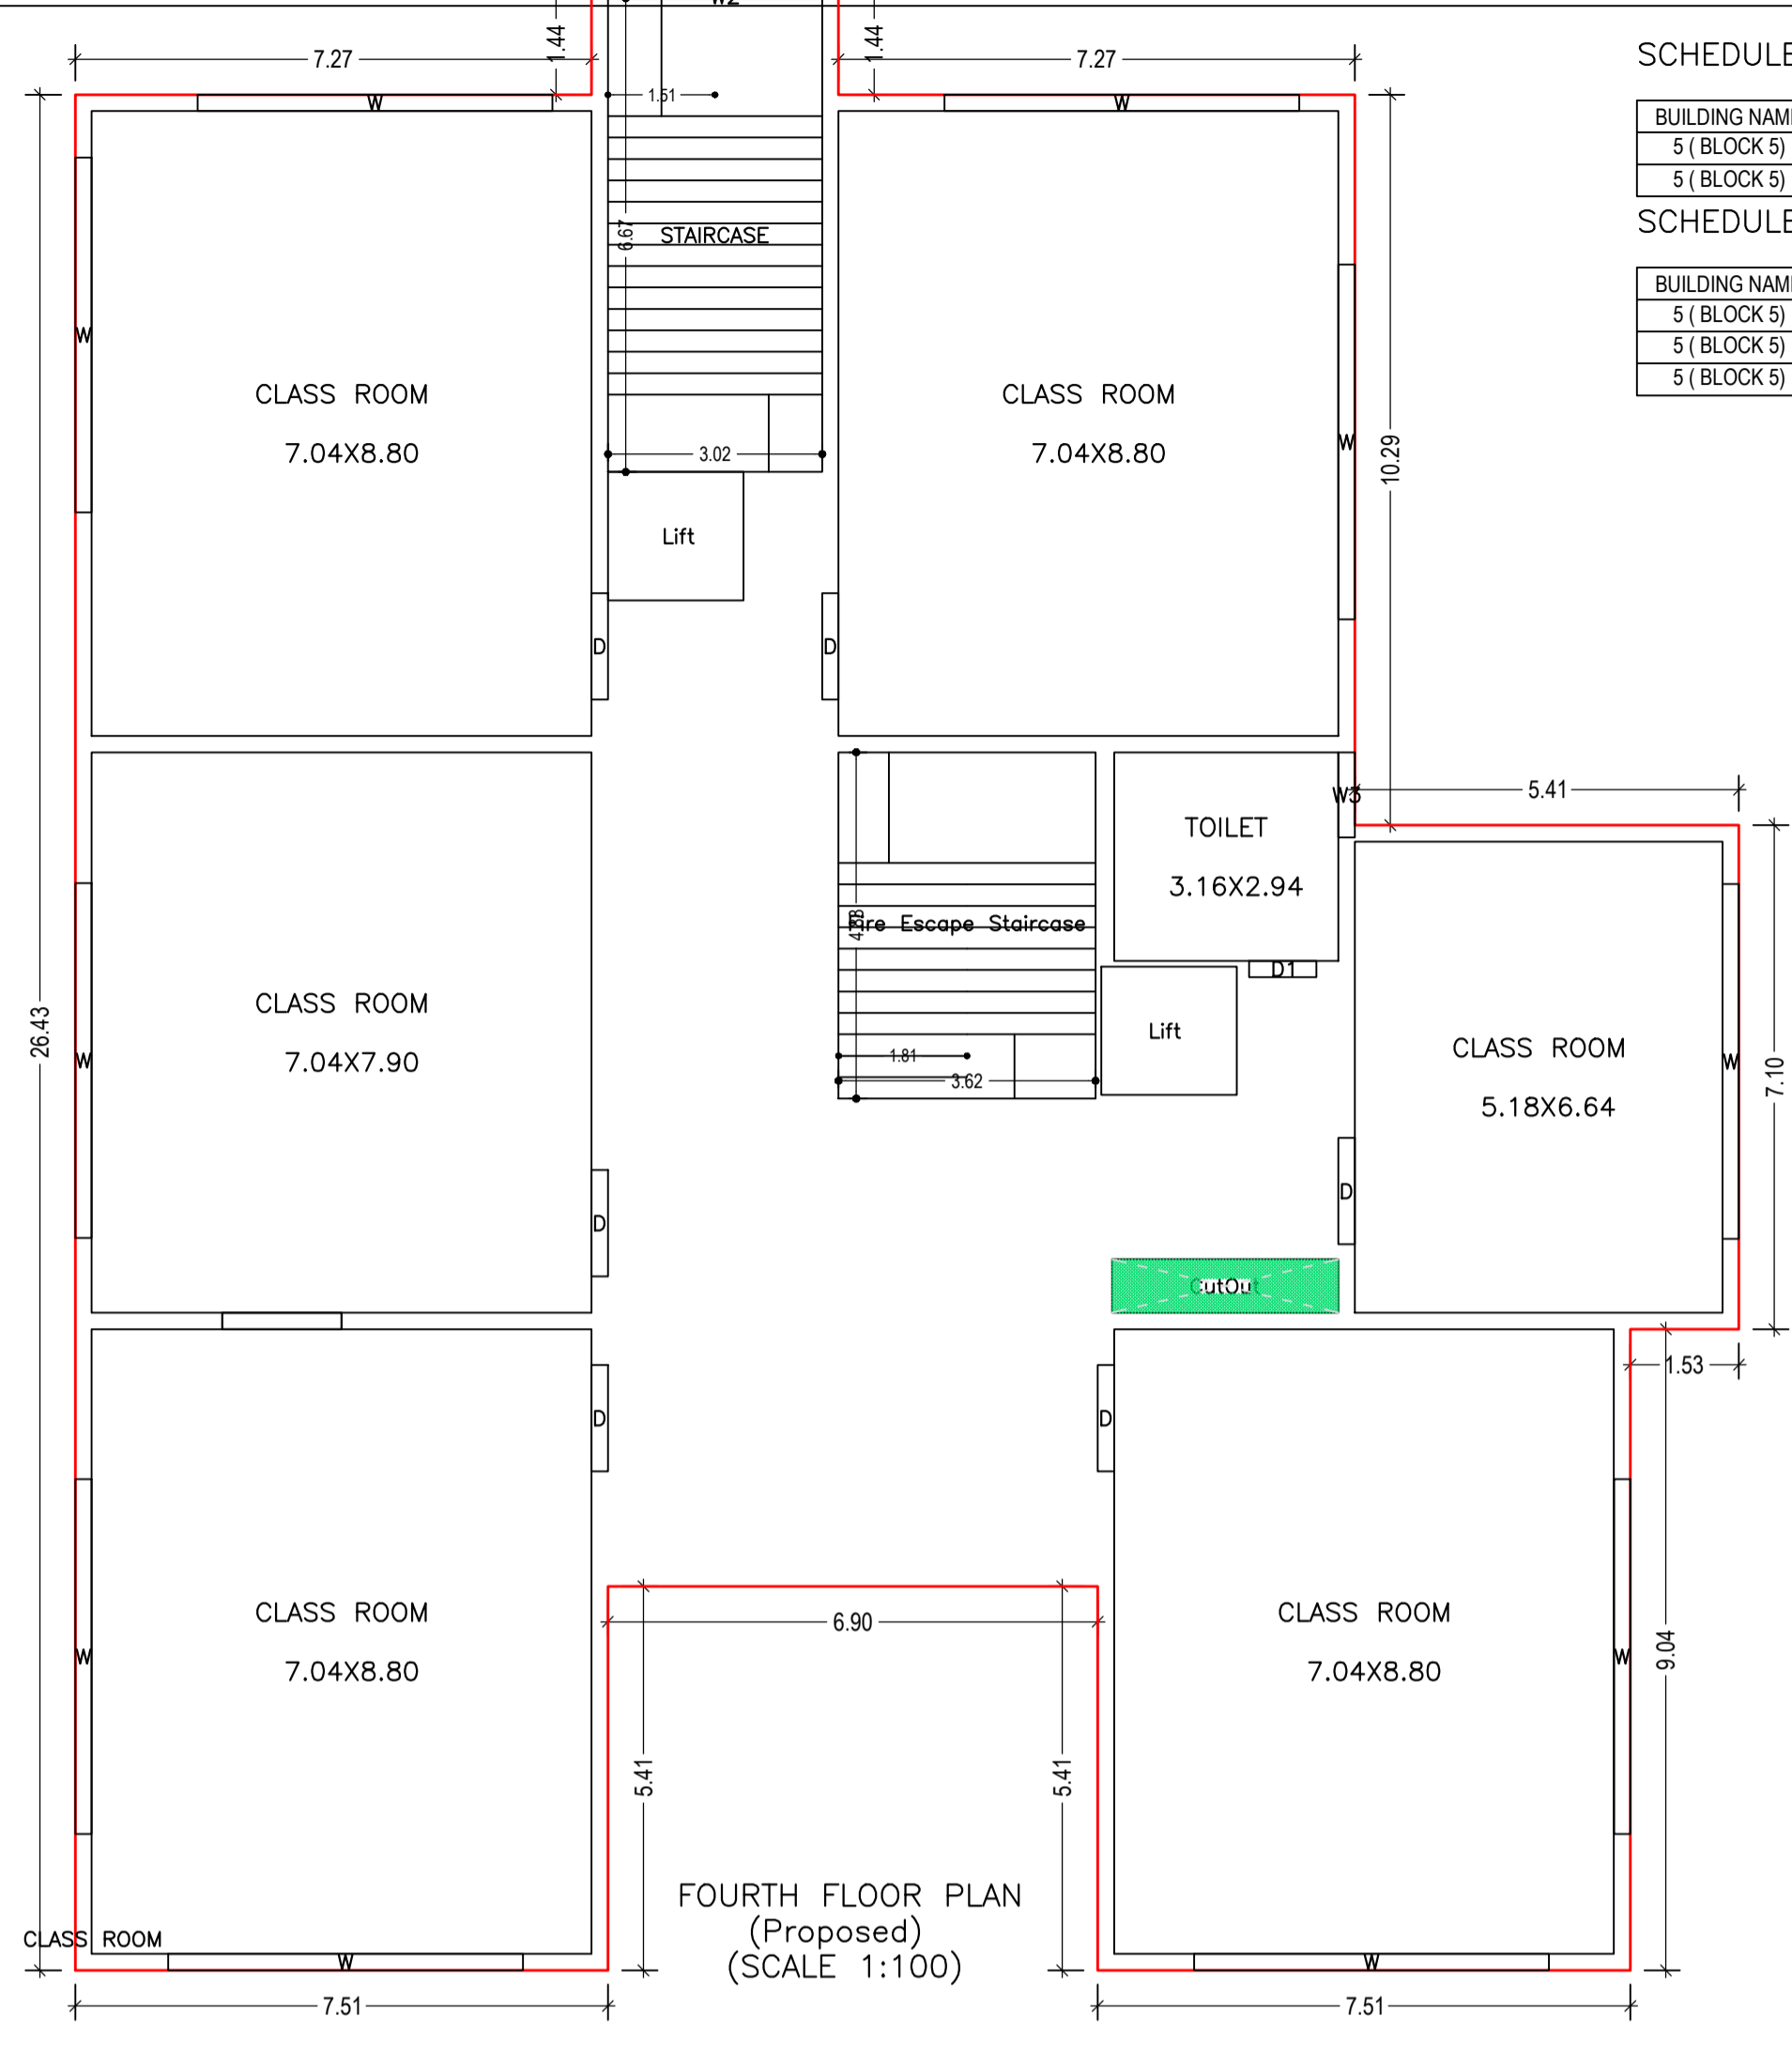 W2
1.44
1.44
7.27
7.27
SCHEDULE
W
1.51
W
BUILDING NAME
5 ( BLOCK 5)
5 ( BLOCK 5)
SCHEDULE
6.67
STAIRCASE
BUILDING NAME
5 ( BLOCK 5)
5 ( BLOCK 5)
5 ( BLOCK 5)
W
CLASS ROOM
7.04X8.80
CLASS ROOM
7.04X8.80
W
10.29
3.02
Lift
D
D
5.41
W3
TOILET
3.16X2.94
Fire Escape Staircase
D1
CLASS ROOM
7.04X7.90
26.43
W
Lift
1.81
3.62
CLASS ROOM
5.18X6.64
W
7.10
D
D
CutOut
1.53
D
D
CLASS ROOM
7.04X8.80
W
6.90
CLASS ROOM
7.04X8.80
W
9.04
5.41
5.41
FOURTH FLOOR PLAN
(Proposed)
(SCALE 1:100)
CLASS ROOM
W
W
7.51
7.51